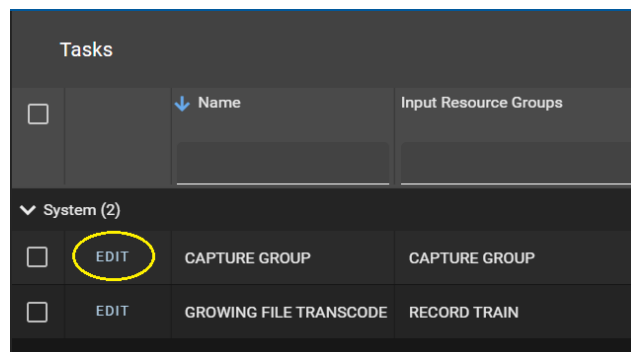 Tasks
Name Input Resource Groups
System (2)
EDIT CAPTURE GROUP CAPTURE GROUP
EDIT GROWING FILE TRANSCODE RECORD TRAIN